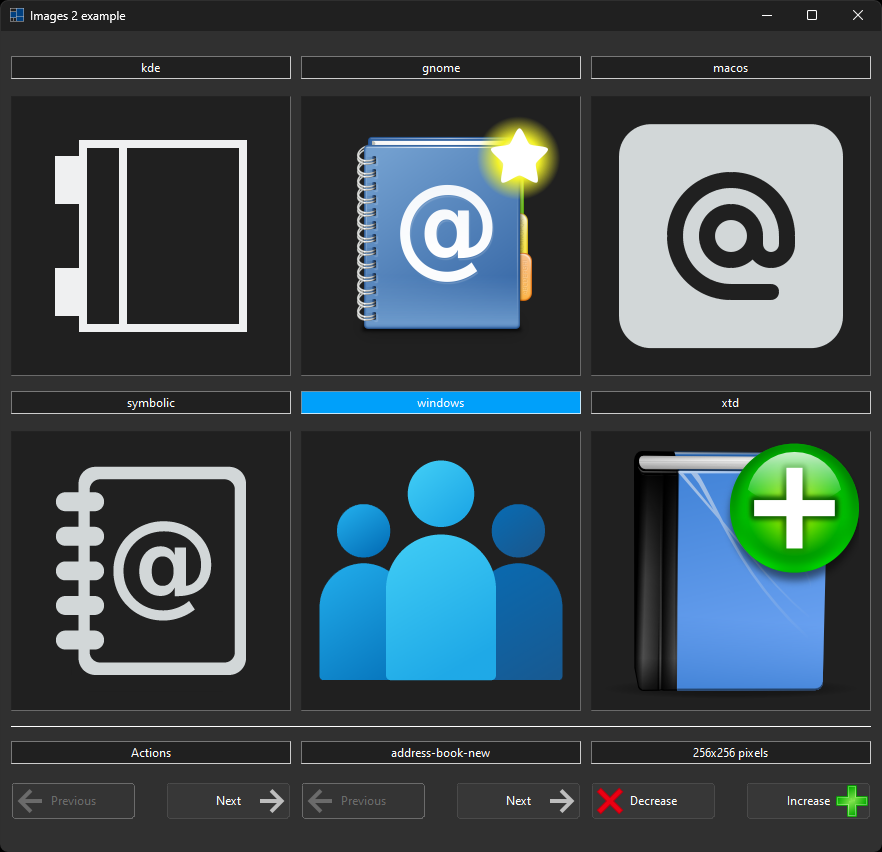 Images 2 example
kde
gnome
macos
@
@
symbolic
windows
xtd
@
Actions
address-book-new
256x256 pixels
Previous
Next
Previous
Next
Decrease
Increase